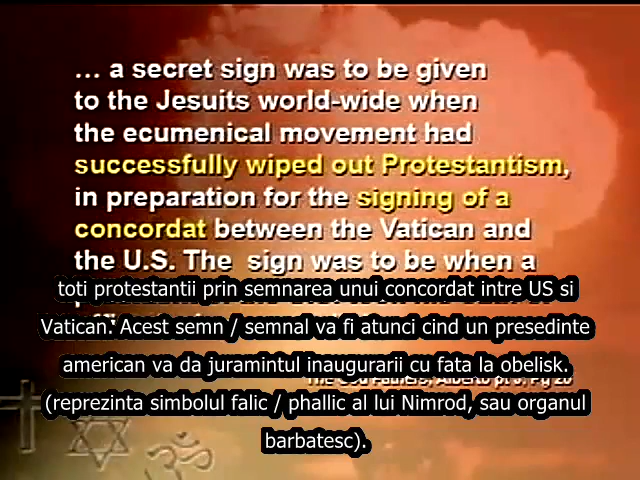 ... a secret sign was to be given
to the Jesuits world-wide when
the ecumenical movement had
successfully wiped out Protestantism,
in preparation for the signing of a
concordat between the Vatican and
the U.S. The sign was to be when a
toti protestantii prin semnarea unui concordat intre US si
Vatican. Acest semn / semnal va fi atunci cind un presedinte
american va da juramintul inaugurarii cu fata la obelisk.
(reprezinta simbolul falic / phallic al lui Nimrod, sau organul
barbatesc).